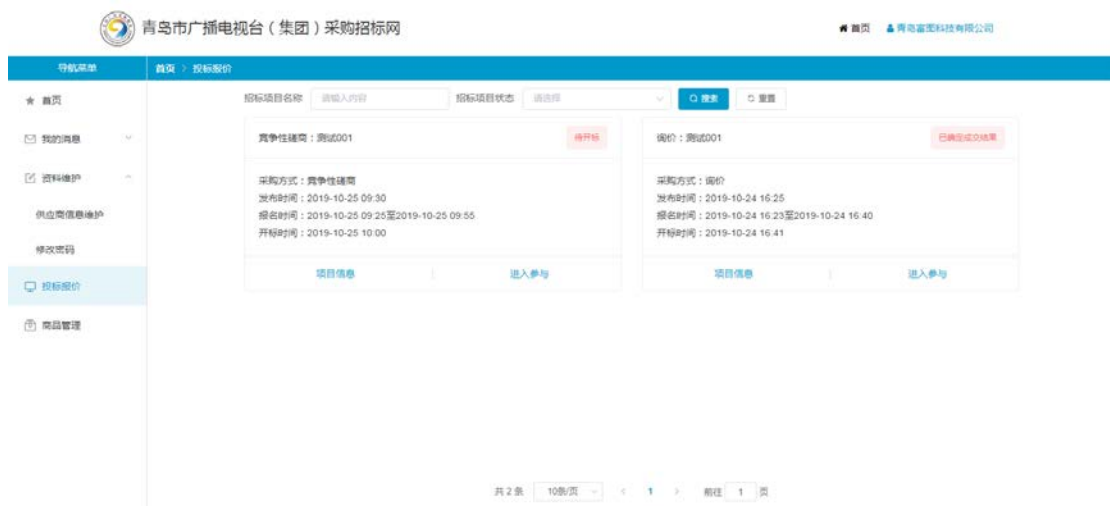 青岛市广播电视台（集团）采购招标网
首页 青岛富图科技有限公司
导航菜单
首页 > 投标报价
首页
我的消息
资料维护
供应商信息维护
修改密码
投标报价
商品管理
招标项目名称 请输入内容 招标项目状态 请选择 搜索 重置
竞争性磋商：测试001 待开标
采购方式：竞争性磋商
发布时间：2019-10-25 09:30
报名时间：2019-10-25 09:25至2019-10-25 09:55
开标时间：2019-10-25 10:00
项目信息 进入参与
询价：测试001 已确定成交结果
采购方式：询价
发布时间：2019-10-24 16:25
报名时间：2019-10-24 16:23至2019-10-24 16:40
开标时间：2019-10-24 16:41
项目信息 进入参与
共 2 条 10条/页 < 1 > 前往 1 页